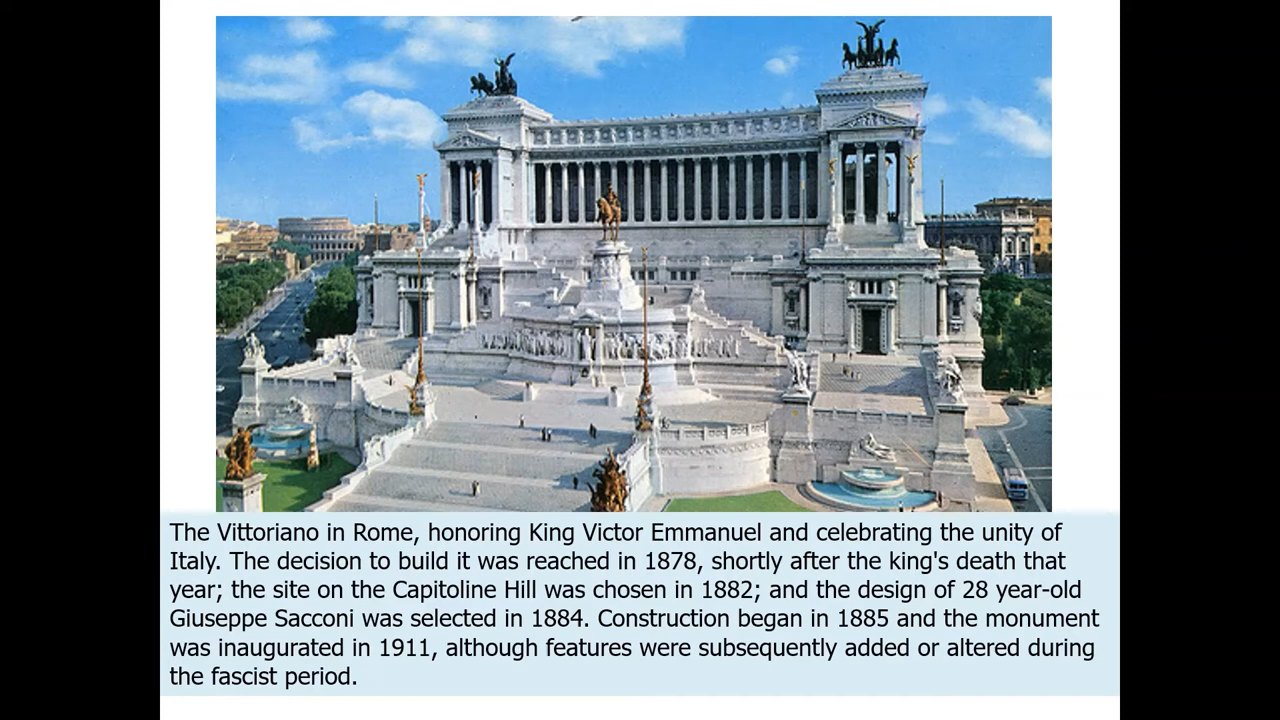 The Vittoriano in Rome, honoring King Victor Emmanuel and celebrating the unity of
Italy. The decision to build it was reached in 1878, shortly after the king's death that
year; the site on the Capitoline Hill was chosen in 1882; and the design of 28 year-old
Giuseppe Sacconi was selected in 1884. Construction began in 1885 and the monument
was inaugurated in 1911, although features were subsequently added or altered during
the fascist period.